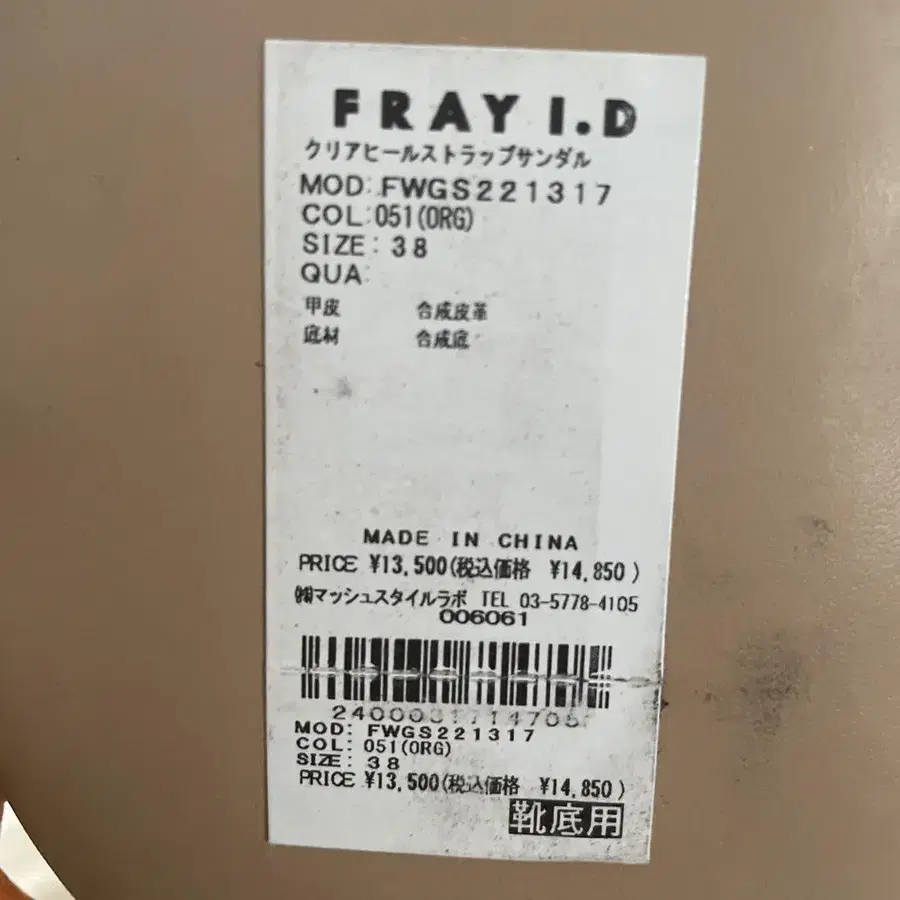 FRAY I.D
クリアヒールストラップサンダル
MOD: FWGS221317
COL:051(ORG)
SIZE: 38
QUA:
甲皮 合成皮革
底材 合成底
MADE IN CHINA
PRICE ¥13,500(税込価格 ¥14,850)
㈱マッシュスタイルラボ TEL 03-5778-4105
006061
MOD: FWGS221317
COL: 051(ORG)
SIZE: 38
PRICE ¥13,500(税込価格 ¥14,850)
靴底用